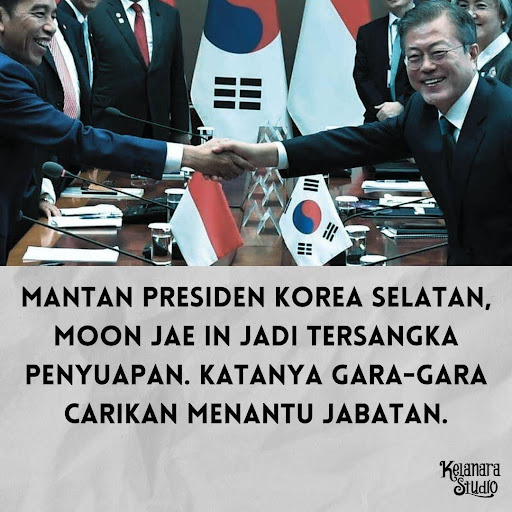 MANTAN PRESIDEN KOREA SELATAN,
MOON JAE IN JADI TERSANGKA
PENYUAPAN. KATANYA GARA-GARA
CARIKAN MENANTU JABATAN.
Kelanara
Studio